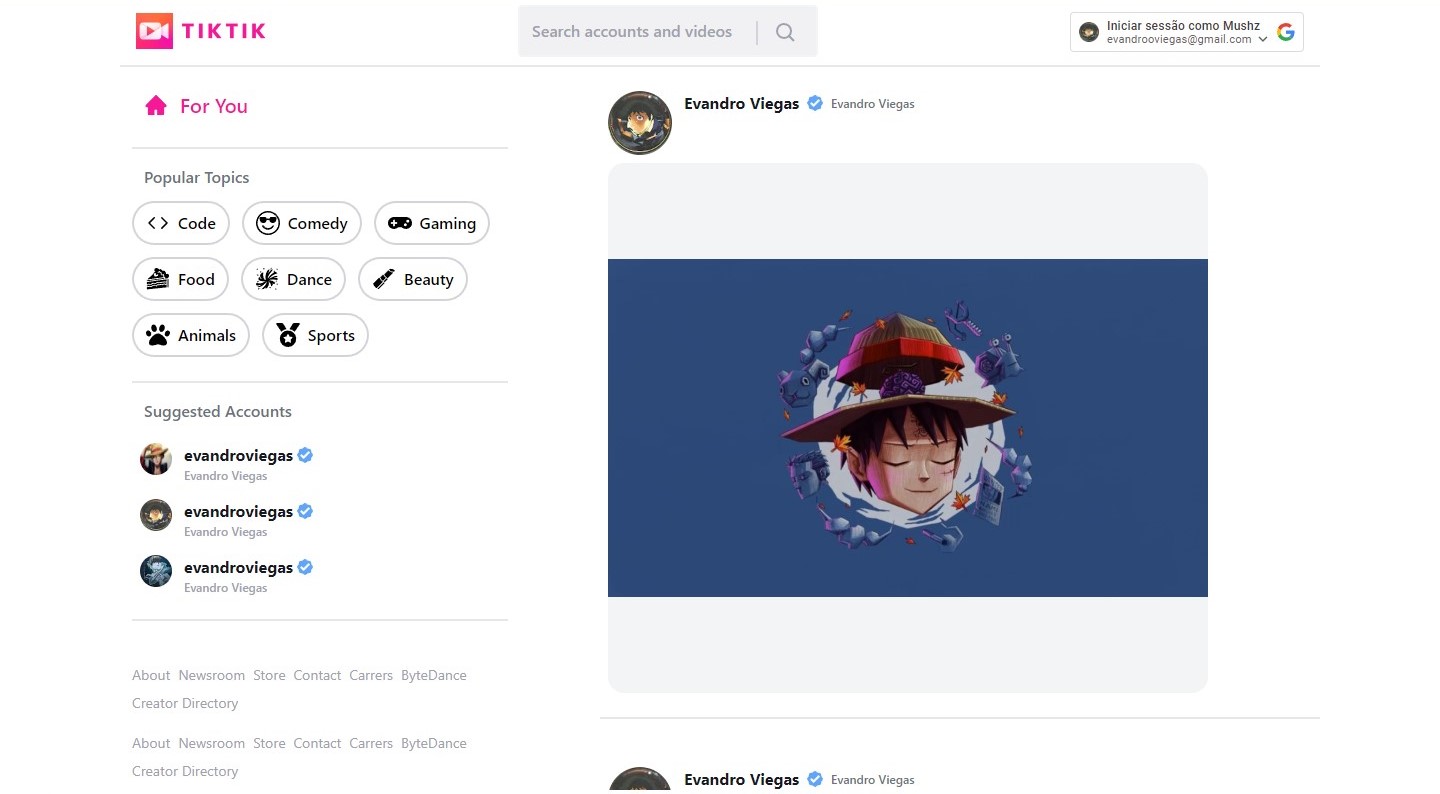 TIKTIK
Search accounts and videos
Iniciar sessão como Mushz
evandrooviegas@gmail.com
For You
Popular Topics
Code Comedy Gaming
Food Dance Beauty
Animals Sports
Suggested Accounts
evandroviegas
Evandro Viegas
evandroviegas
Evandro Viegas
evandroviegas
Evandro Viegas
About Newsroom Store Contact Carrers ByteDance
Creator Directory
About Newsroom Store Contact Carrers ByteDance
Creator Directory
Evandro Viegas Evandro Viegas
Evandro Viegas Evandro Viegas